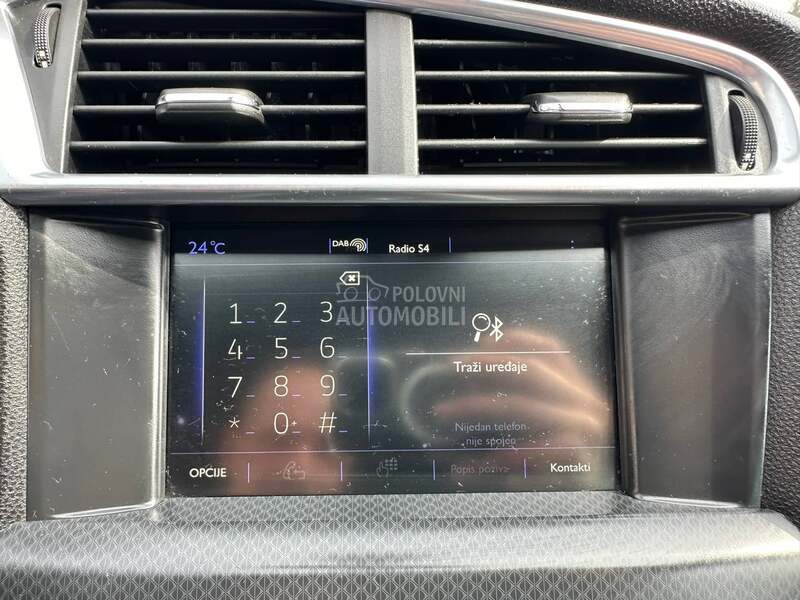 24 °C
DAB
Radio S4
POLOVNI
AUTOMOBILI
1 2 3
4 5 6
7 8 9
* 0+ #
Traži uređaje
Nijedan telefon
nije spojen
OPCIJE
Popis poziva
Kontakti